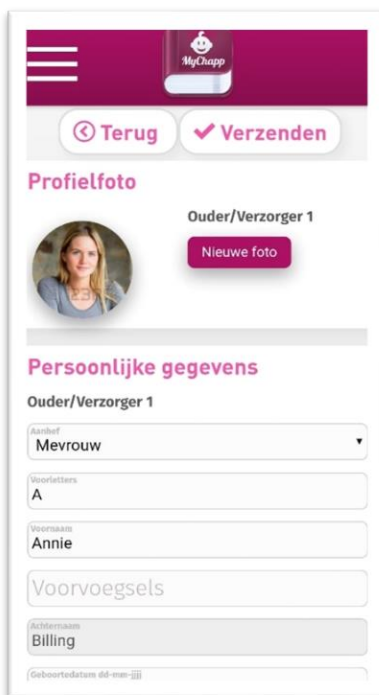 MyChapp
Terug
Verzenden
Profielfoto
Ouder/Verzorger 1
Nieuwe foto
Persoonlijke gegevens
Ouder/Verzorger 1
Aanhef
Mevrouw
Voorletters
A
Voornaam
Annie
Voorvoegsels
Achternaam
Billing
Geboortedatum dd-mm-jjjj